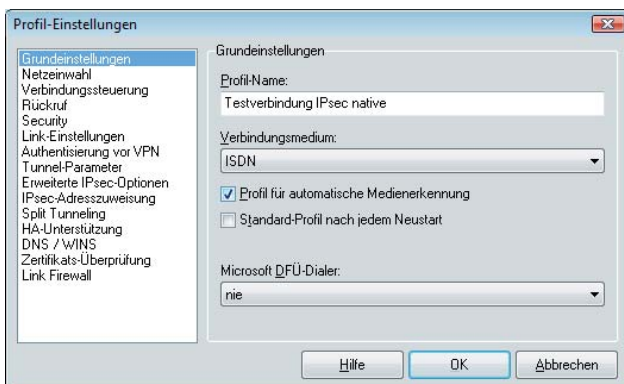 Profil-Einstellungen
Grundeinstellungen
Netzeinwahl
Verbindungssteuerung
Rückruf
Security
Link-Einstellungen
Authentisierung vor VPN
Tunnel-Parameter
Erweiterte IPsec-Optionen
IPsec-Adresszuweisung
Split Tunneling
HA-Unterstützung
DNS / WINS
Zertifikats-Überprüfung
Link Firewall
Grundeinstellungen
Profil-Name:
Testverbindung IPsec native
Verbindungsmedium:
ISDN
Profil für automatische Medienerkennung
Standard-Profil nach jedem Neustart
Microsoft DFÜ-Dialer:
nie
Hilfe
OK
Abbrechen